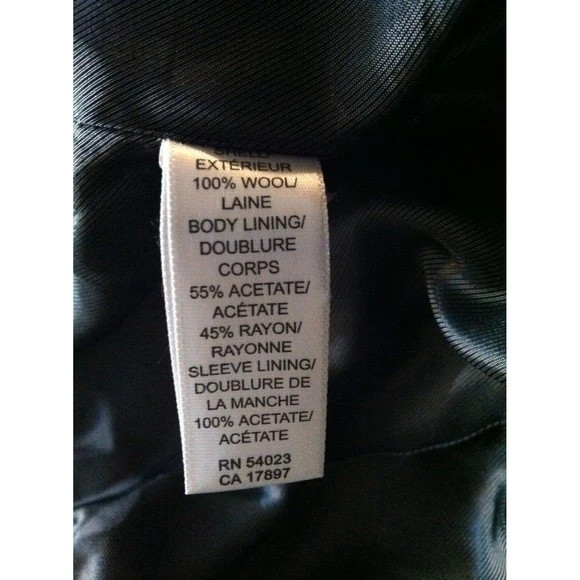 SHELL/
EXTÉRIEUR
100% WOOL/
LAINE
BODY LINING/
DOUBLURE
CORPS
55% ACETATE/
ACÉTATE
45% RAYON/
RAYONNE
SLEEVE LINING/
DOUBLURE DE
LA MANCHE
100% ACETATE/
ACÉTATE
RN 54023
CA 17897